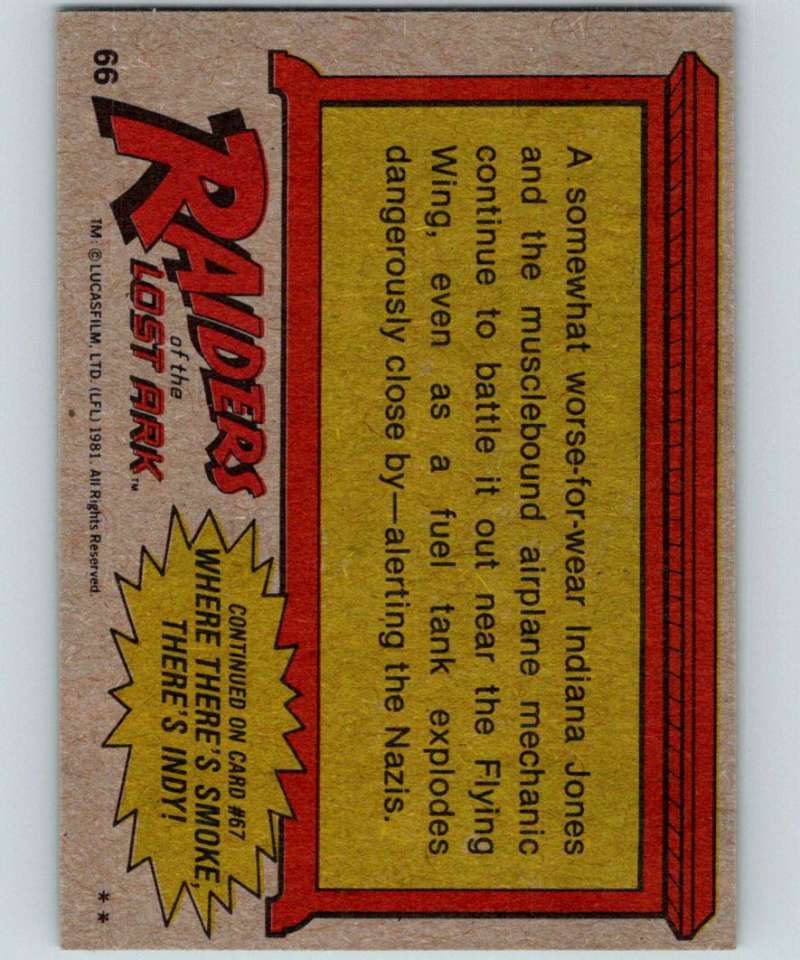 A somewhat worse-for-wear Indiana Jones
and the musclebound airplane mechanic
continue to battle it out near the Flying
Wing, even as a fuel tank explodes
dangerously close by—alerting the Nazis.
66
RAIDERS
of the
LOST ARK™
TM: © LUCASFILM, LTD. (LFL) 1981. All Rights Reserved.
CONTINUED ON CARD #67
WHERE THERE'S SMOKE,
THERE'S INDY!
**